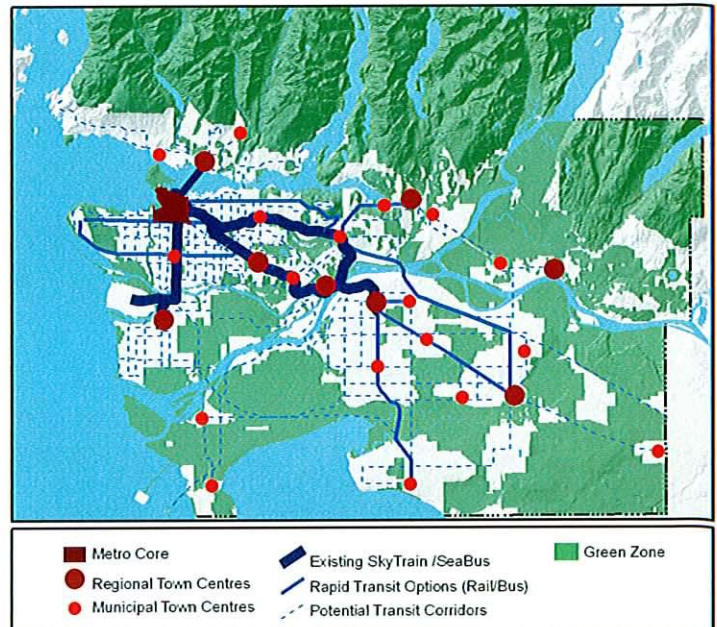 Metro Core
Regional Town Centres
Municipal Town Centres
Existing SkyTrain /SeaBus
Rapid Transit Options (Rail/Bus)
Potential Transit Corridors
Green Zone